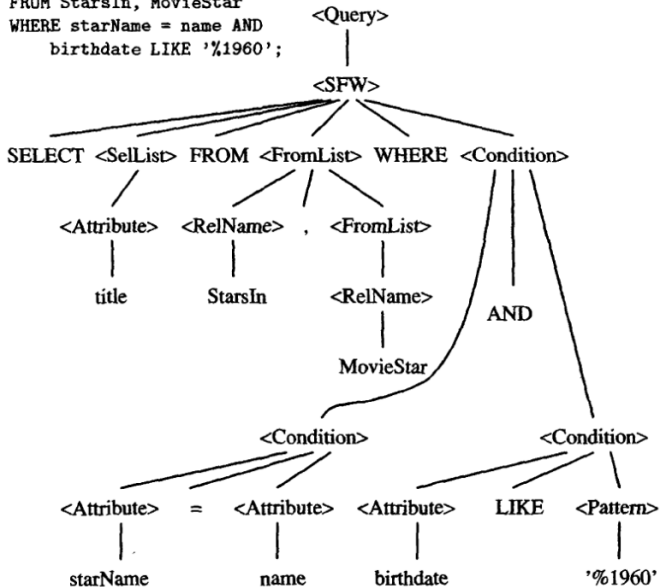 FROM StarsIn, MovieStar
<Query>
WHERE starName = name AND
birthdate LIKE '%1960';
<SFW>
SELECT <SelList> FROM <FromList> WHERE <Condition>
<Attribute> <RelName> , <FromList>
title StarsIn <RelName> AND
MovieStar
<Condition> <Condition>
<Attribute> = <Attribute> <Attribute> LIKE <Pattern>
starName name birthdate '%1960'